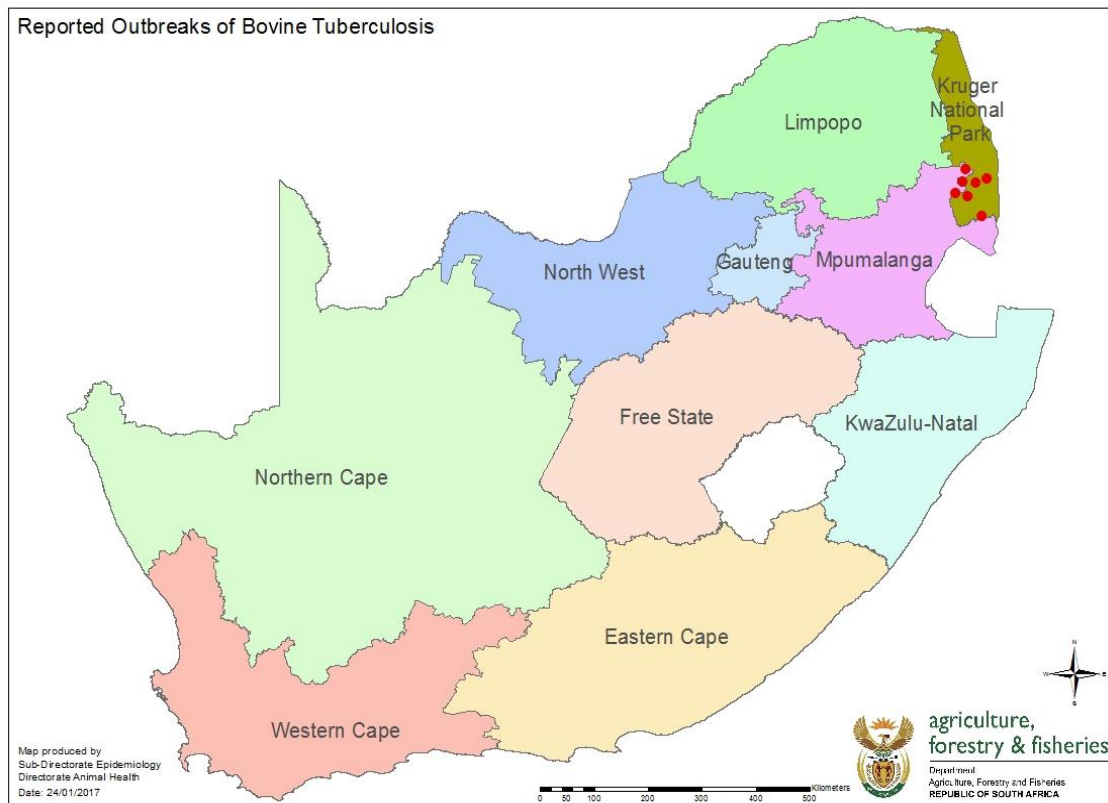 Reported Outbreaks of Bovine Tuberculosis
Kruger
National
Park
Limpopo
North West
Gauteng
Mpumalanga
Free State
KwaZulu-Natal
Northern Cape
Eastern Cape
Western Cape
N
W
E
S
Map produced by
Sub-Directorate Epidemiology
Directorate Animal Health
Date: 24/01/2017
Kilometers
0 50 100 200 300 400 500
agriculture,
forestry & fisheries
Department:
Agriculture, Forestry and Fisheries
REPUBLIC OF SOUTH AFRICA